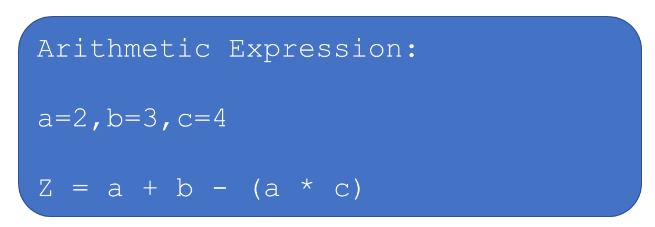 Arithmetic Expression:
a=2,b=3,c=4
Z = a + b - (a * c)